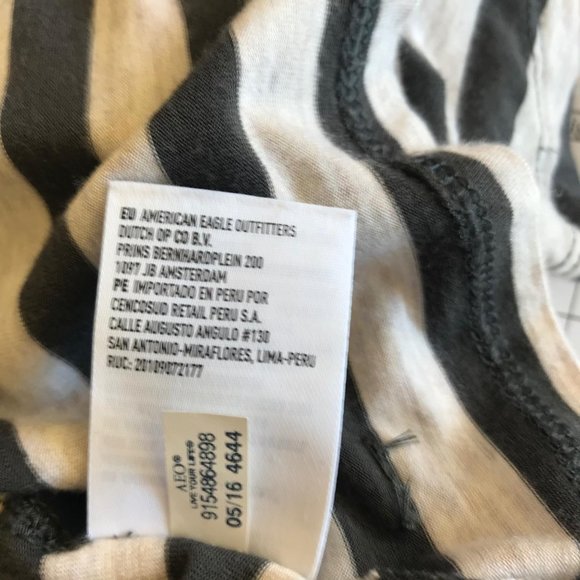 EU AMERICAN EAGLE OUTFITTERS
DUTCH OP CO B.V.
PRINS BERNHARDPLEIN 200
1097 JB AMSTERDAM
PE IMPORTADO EN PERU POR
CENCOSUD RETAIL PERU S.A.
CALLE AUGUSTO ANGULO #130
SAN ANTONIO-MIRAFLORES, LIMA-PERU
RUC: 20109072177
AEO®
LIVE YOUR LIFE®
9154864898
05/16 4644